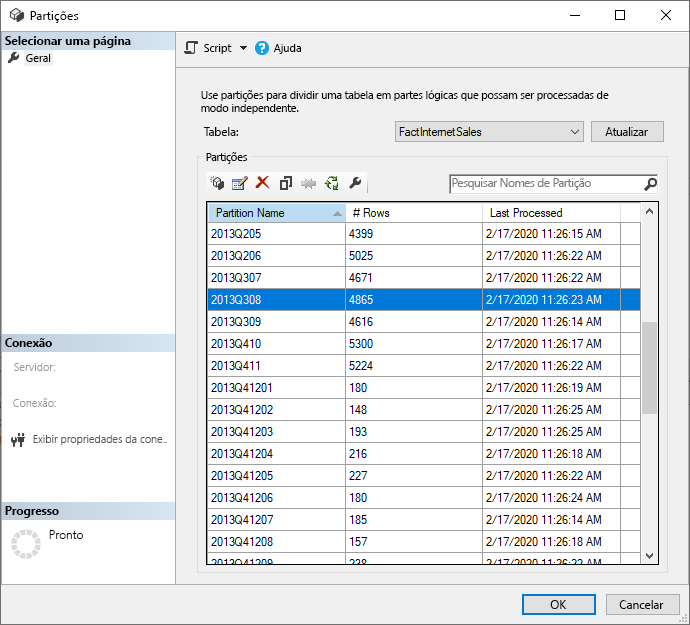 Partições
Selecionar uma página
Geral
Script
Ajuda
Use partições para dividir uma tabela em partes lógicas que possam ser processadas de
modo independente.
Tabela: FactInternetSales Atualizar
Partições
Pesquisar Nomes de Partição
Partition Name # Rows Last Processed
2013Q205 4399 2/17/2020 11:26:15 AM
2013Q206 5025 2/17/2020 11:26:22 AM
2013Q307 4671 2/17/2020 11:26:22 AM
2013Q308 4865 2/17/2020 11:26:23 AM
2013Q309 4616 2/17/2020 11:26:14 AM
2013Q410 5300 2/17/2020 11:26:17 AM
2013Q411 5224 2/17/2020 11:26:22 AM
2013Q41201 180 2/17/2020 11:26:19 AM
2013Q41202 148 2/17/2020 11:26:25 AM
2013Q41203 193 2/17/2020 11:26:25 AM
2013Q41204 216 2/17/2020 11:26:18 AM
2013Q41205 227 2/17/2020 11:26:22 AM
2013Q41206 180 2/17/2020 11:26:24 AM
2013Q41207 185 2/17/2020 11:26:14 AM
2013Q41208 157 2/17/2020 11:26:18 AM
2013Q41209 238 2/17/2020 11:26:22 AM
Conexão
Servidor:
Conexão:
Exibir propriedades da cone..
Progresso
Pronto
OK
Cancelar